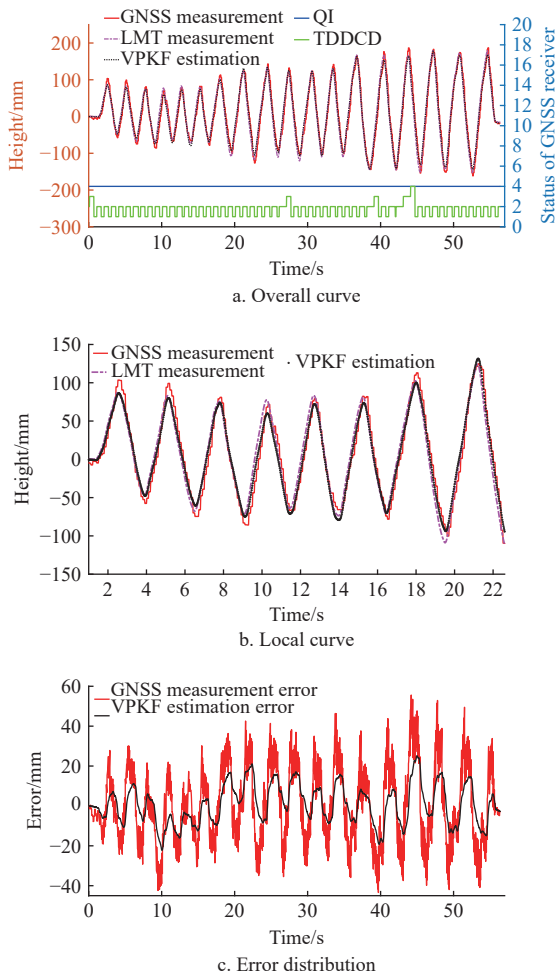 GNSS measurement
QI
LMT measurement
TDDCD
VPKF estimation
200
100
0
−100
−200
−300
Height/mm
20
18
16
14
12
10
8
6
4
2
0
Status of GNSS receiver
0 10 20 30 40 50
Time/s
a. Overall curve
GNSS measurement
VPKF estimation
LMT measurement
150
100
50
0
−50
−100
−150
Height/mm
2 4 6 8 10 12 14 16 18 20 22
Time/s
b. Local curve
GNSS measurement error
VPKF estimation error
60
40
20
0
−20
−40
Error/mm
0 10 20 30 40 50
Time/s
c. Error distribution